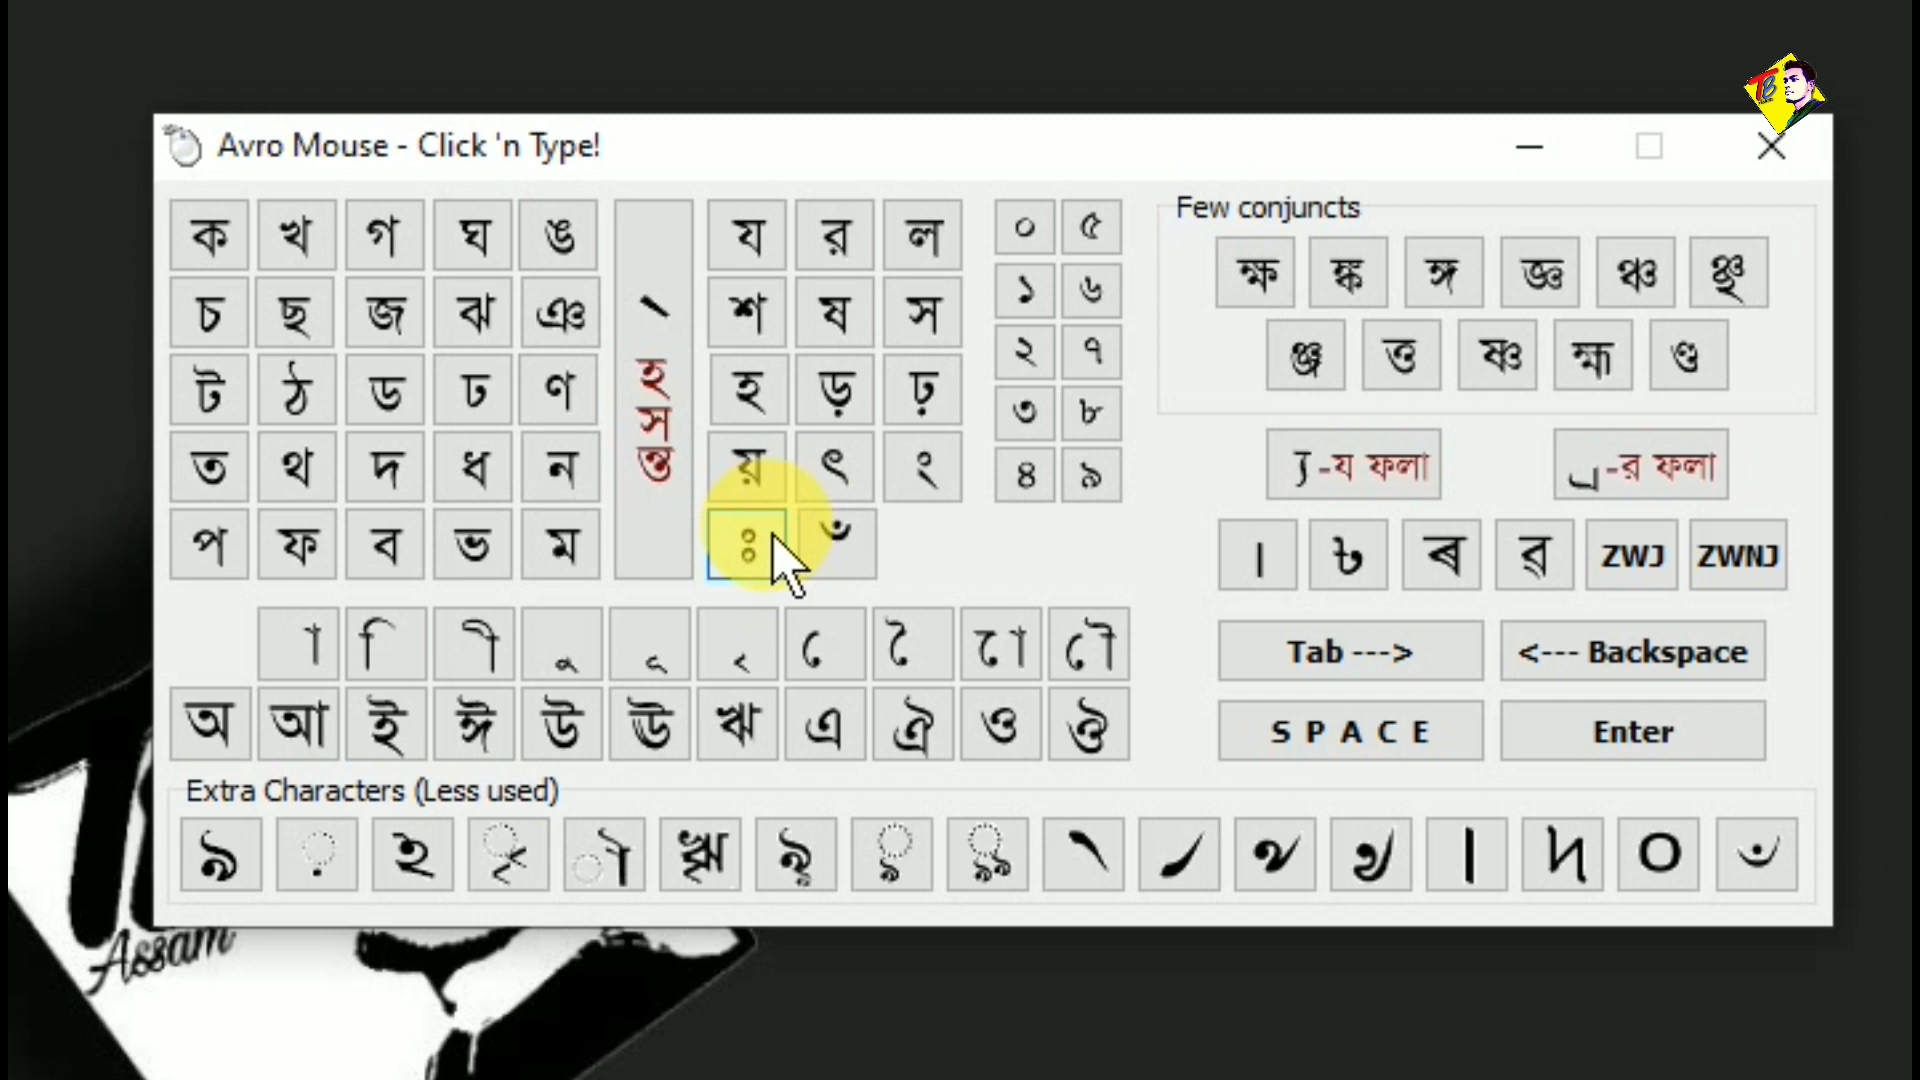 TB
Avro Mouse - Click 'n Type!
ক খ গ ঘ ঙ য র ল ০ ৫
চ ছ জ ঝ ঞ শ ষ স ১ ৬
ট ঠ ড ঢ ণ হ ড় ঢ় ২ ৭
ত থ দ ধ ন য় ৎ ং ৩ ৮
প ফ ব ভ ম ঃ ঁ ৪ ৯
্ হসন্ত
া ি ী ু ূ ৃ ে ৈ ো ৌ
অ আ ই ঈ উ ঊ ঋ এ ঐ ও ঔ
Few conjuncts
ক্ষ ঙ্ক ঙ্গ জ্ঞ ঞ্চ ঞ্ছ
ঞ্জ ত্ত ষ্ণ হ্ম ণ্ড
্য -য ফলা ্র -র ফলা
। ৳ ৰ ৱ ZWJ ZWNJ
Tab ---> <--- Backspace
S P A C E Enter
Extra Characters (Less used)
Assam